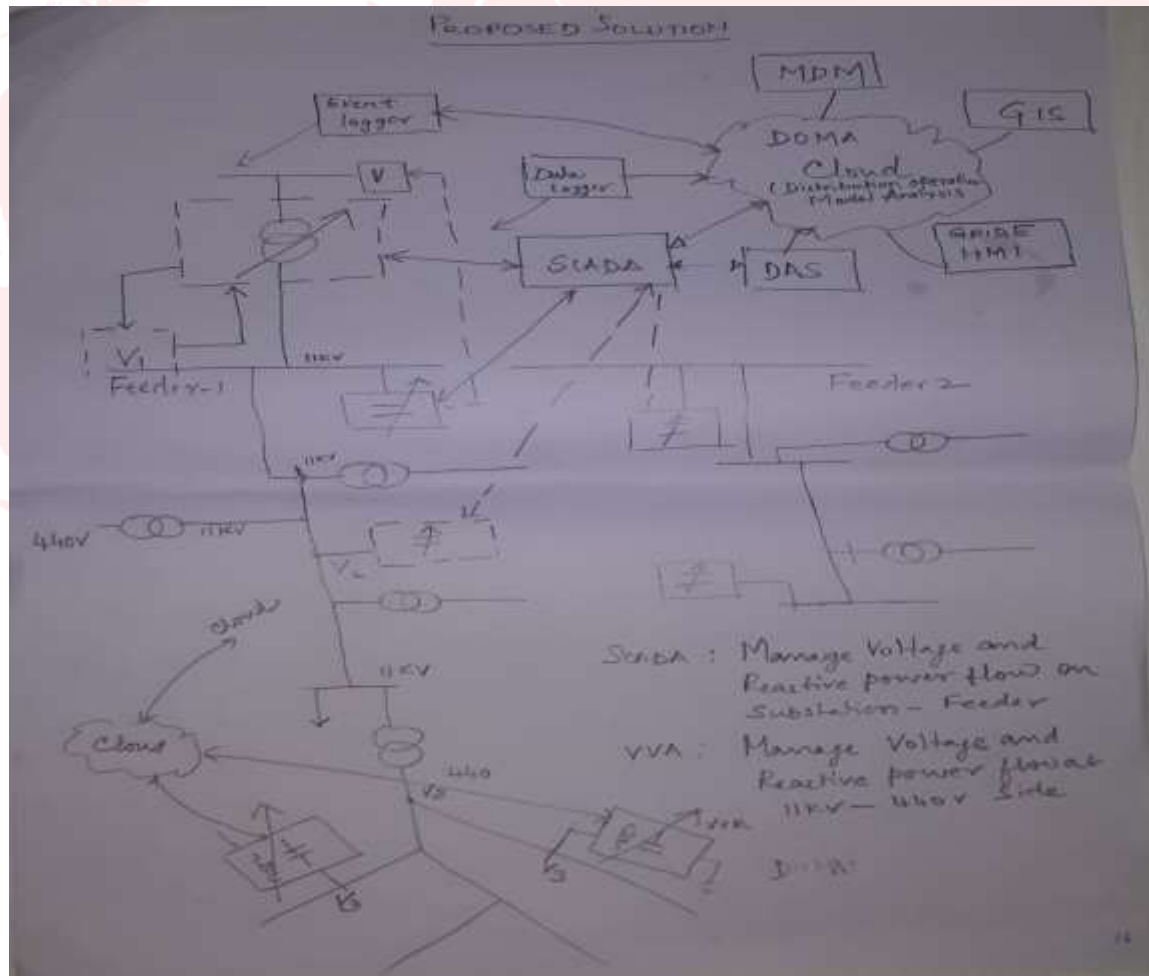 PROPOSED SOLUTION
MDM
Event
logger
GIS
DOMA
Cloud
(Distribution operation
Model Analysis
V
Data
logger
SCADA
DAS
HMI
V1
11KV
Feeder-1
Feeder 2
11KV
440V
11KV
11KV
Cloud
440
SCADA : Manage Voltage and
Reactive power flow on
Substation - Feeder
VVA : Manage Voltage and
Reactive power flow at
11KV - 440V Side
16